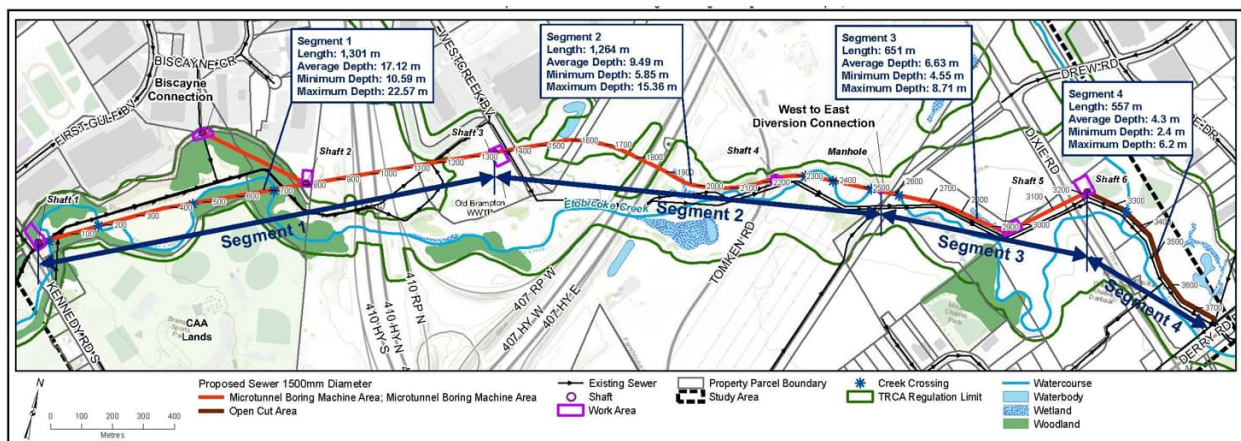 Segment 1
Length: 1,301 m
Average Depth: 17.12 m
Minimum Depth: 10.59 m
Maximum Depth: 22.57 m
Segment 2
Length: 1,264 m
Average Depth: 9.49 m
Minimum Depth: 5.85 m
Maximum Depth: 15.36 m
Segment 3
Length: 651 m
Average Depth: 6.63 m
Minimum Depth: 4.55 m
Maximum Depth: 8.71 m
Segment 4
Length: 557 m
Average Depth: 4.3 m
Minimum Depth: 2.4 m
Maximum Depth: 6.2 m
BISCAYNE CR
Biscayne
Connection
FIRST GULF BV
WESTCREEK BV
DREW RD
DIXIE RD
West to East
Diversion Connection
Shaft 1
Shaft 2
Shaft 3
Shaft 4
Manhole
Shaft 5
Shaft 6
100
200
300
400
500
600
700
800
900
1000
1100
1200
1300
1400
1500
1600
1700
1800
1900
2000
2100
2200
2300
2400
2500
2600
2700
2800
2900
3000
3100
3200
3300
3400
3500
3600
3700
Old Brampton
WWTP
Etobicoke Creek
Segment 1
Segment 2
Segment 3
Segment 4
KENNEDY RD S
CAA
Lands
410 HY S
410 HY N
410 RP N
407 RP W
407 HY W
407 HY E
TOMKEN RD
DERRY RD
N
0 100 200 300 400
Metres
Proposed Sewer 1500mm Diameter
Microtunnel Boring Machine Area; Microtunnel Boring Machine Area
Open Cut Area
Existing Sewer
Shaft
Work Area
Property Parcel Boundary
Study Area
Creek Crossing
TRCA Regulation Limit
Watercourse
Waterbody
Wetland
Woodland